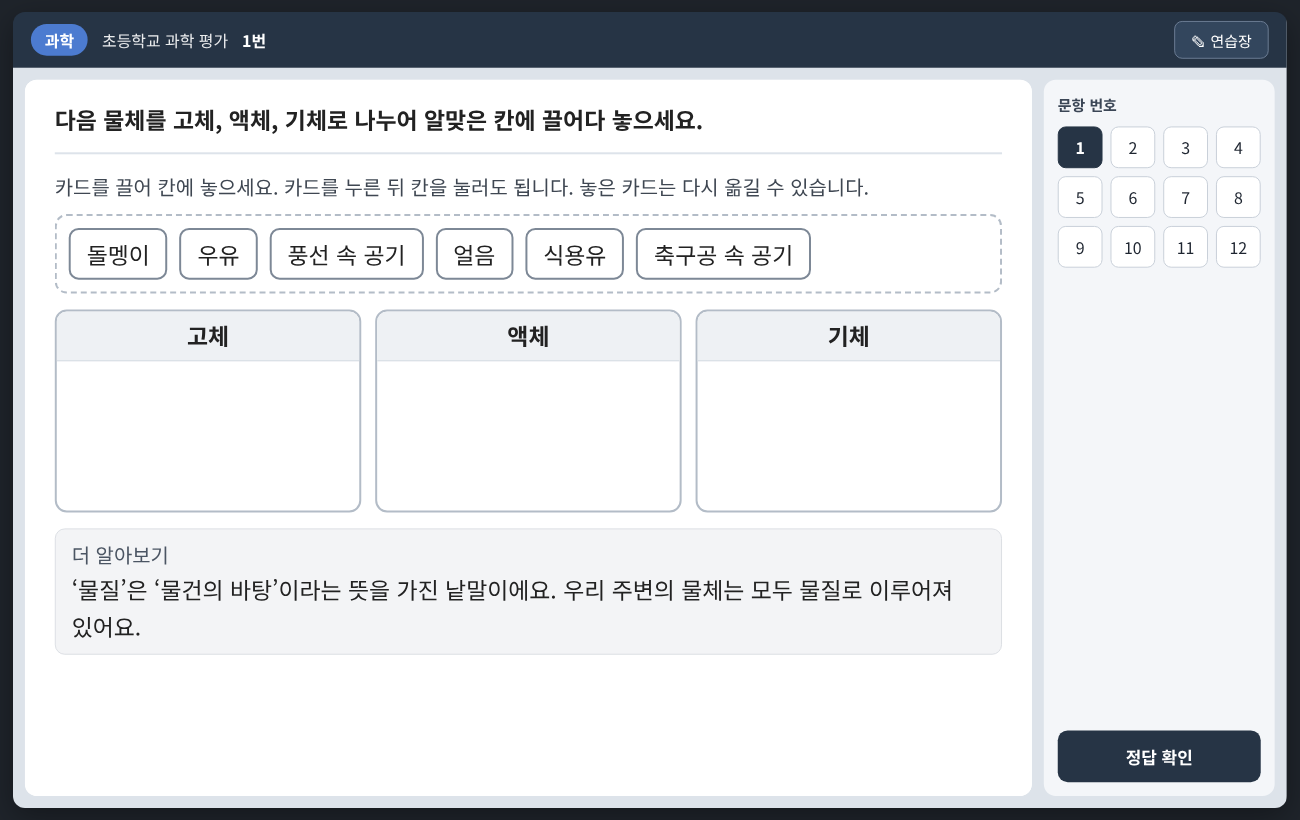 과학 초등학교 과학 평가 1번 ✎ 연습장
다음 물체를 고체, 액체, 기체로 나누어 알맞은 칸에 끌어다 놓으세요.
카드를 끌어 칸에 놓으세요. 카드를 누른 뒤 칸을 눌러도 됩니다. 놓은 카드는 다시 옮길 수 있습니다.
돌멩이 우유 풍선 속 공기 얼음 식용유 축구공 속 공기
고체 액체 기체
더 알아보기
‘물질’은 ‘물건의 바탕’이라는 뜻을 가진 낱말이에요. 우리 주변의 물체는 모두 물질로 이루어져
있어요.
문항 번호
1 2 3 4
5 6 7 8
9 10 11 12
정답 확인